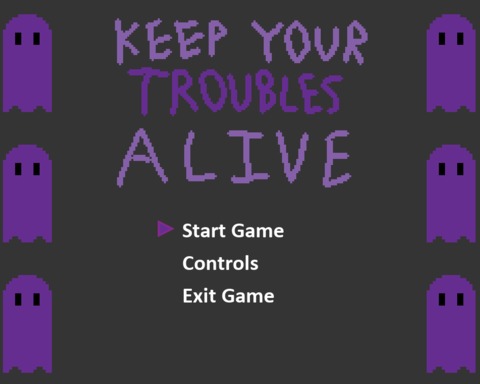 KEEP YOUR
TROUBLES
ALIVE
Start Game
Controls
Exit Game